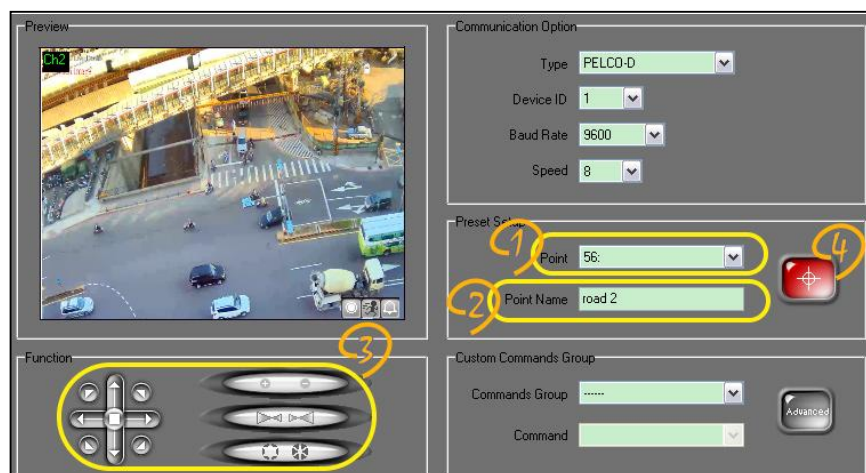 Preview
Ch2
Function
3
Communication Option
Type PELCO-D
Device ID 1
Baud Rate 9600
Speed 8
Preset Setup
1 Point 56:
2 Point Name road 2
4
Custom Commands Group
Commands Group ------
Command
Advanced